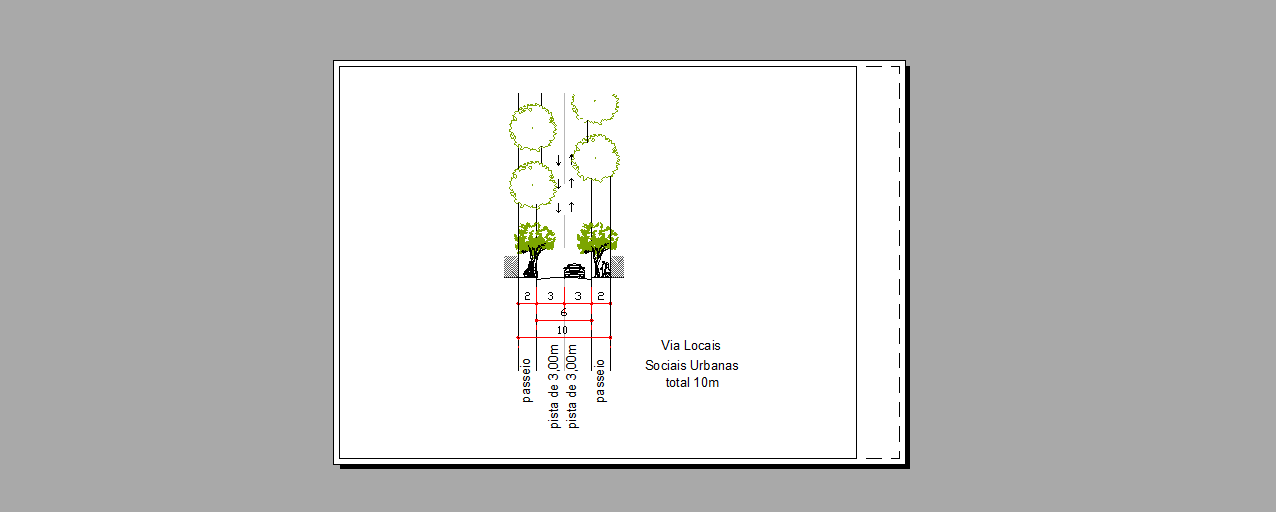 2 3 3 2
6
10
passeio
pista de 3,00m
pista de 3,00m
passeio
Via Locais
Sociais Urbanas
total 10m